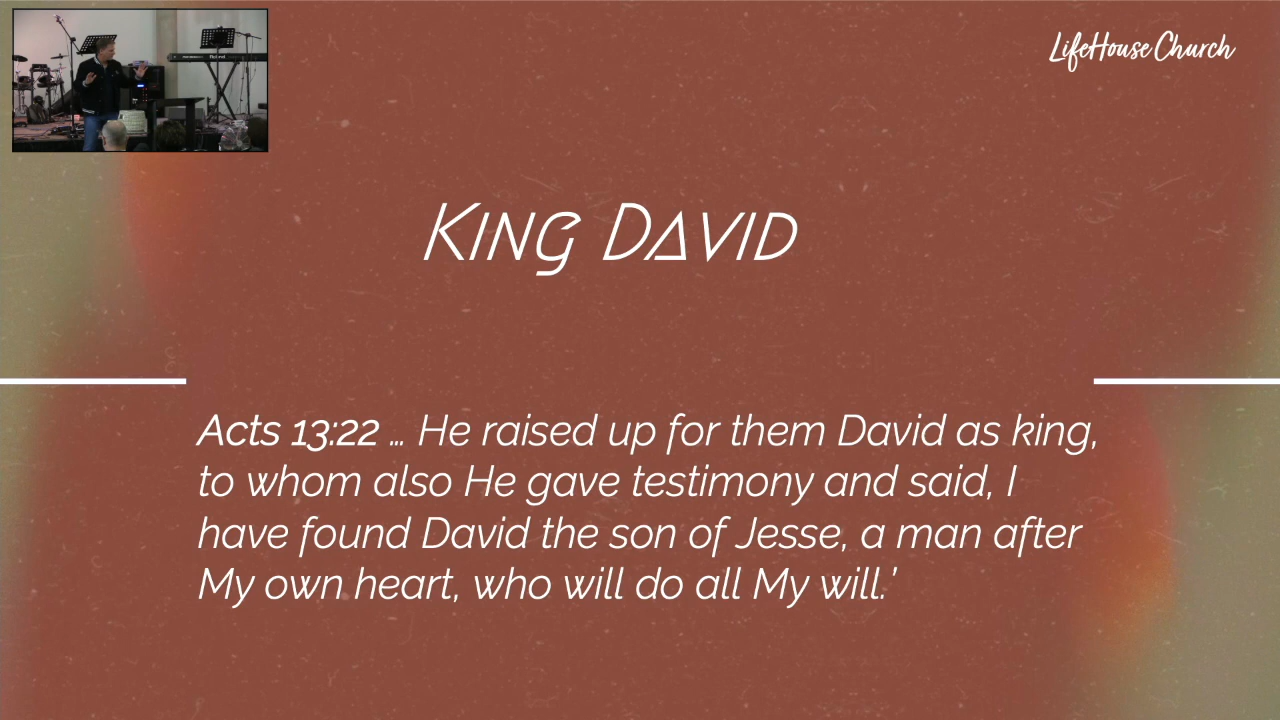 LifeHouse Church
King David
Acts 13:22 ... He raised up for them David as king,
to whom also He gave testimony and said, I
have found David the son of Jesse, a man after
My own heart, who will do all My will.'